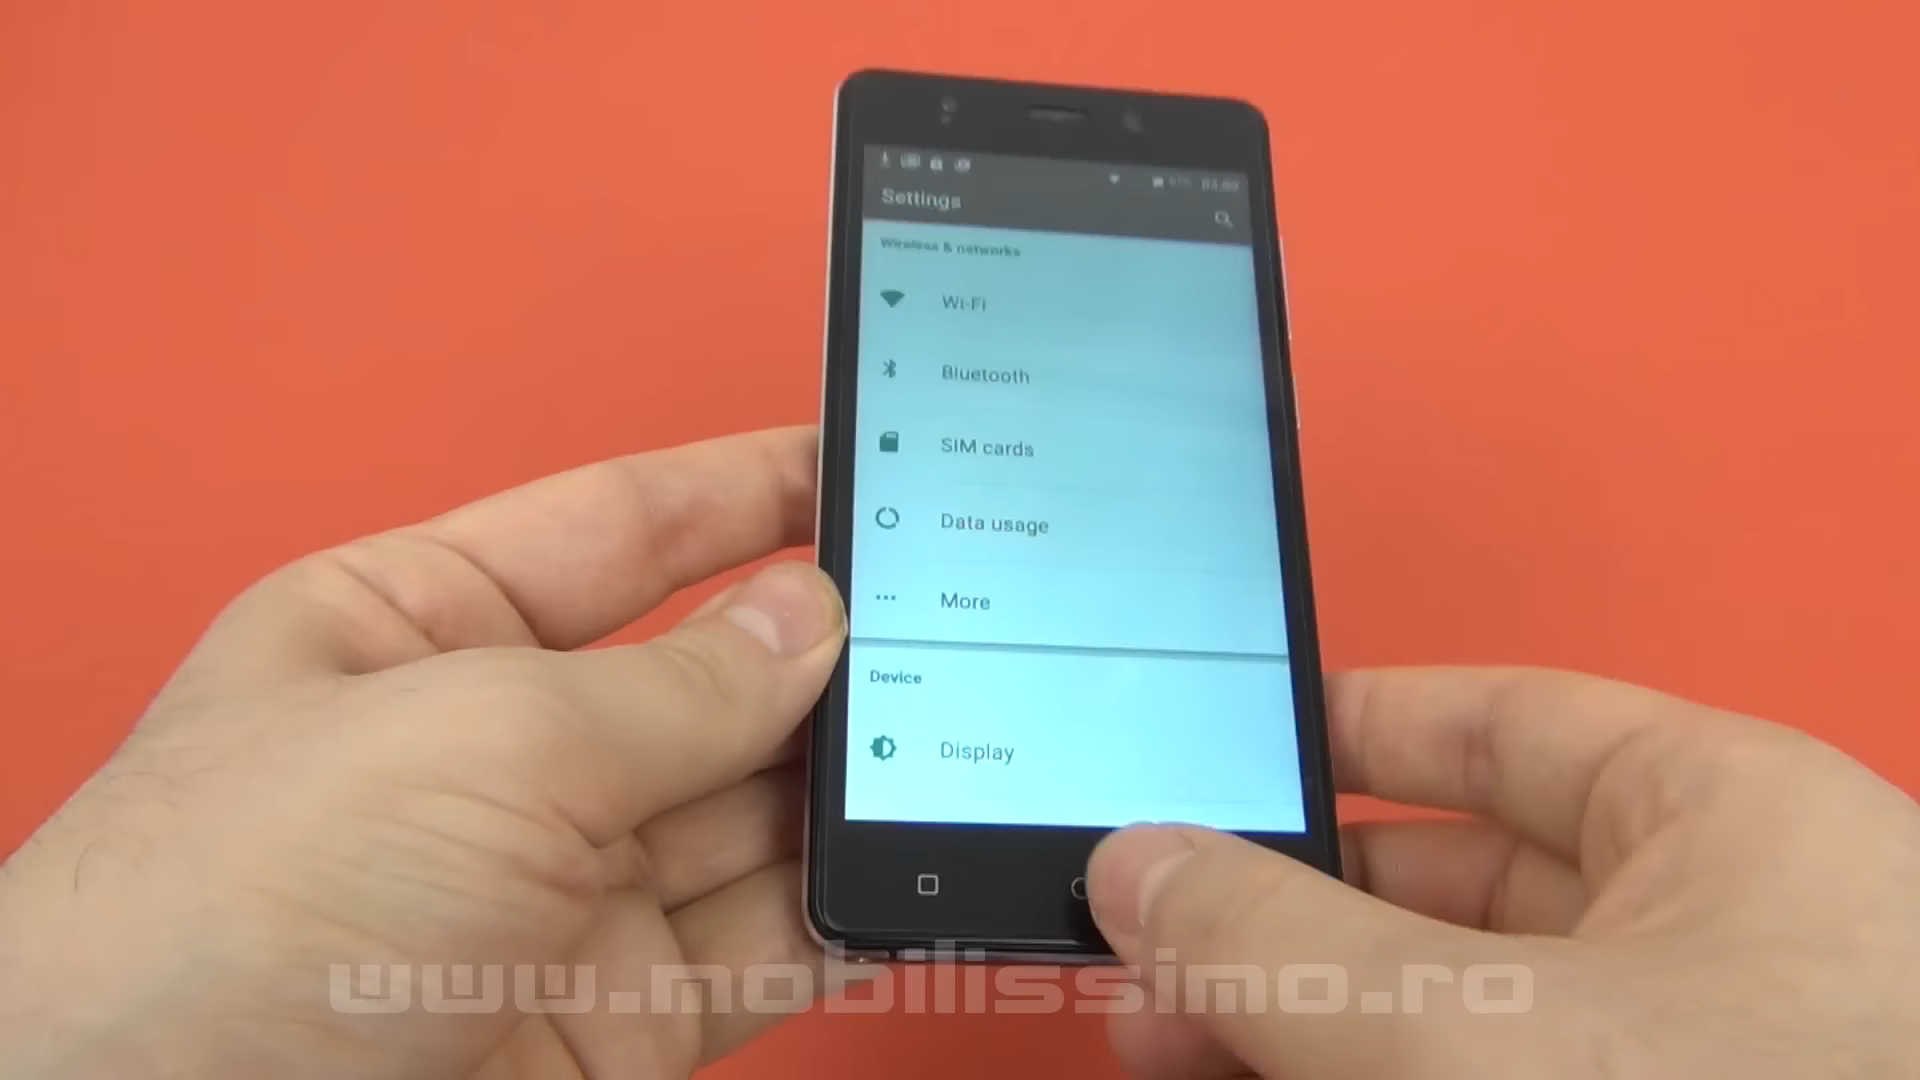 Settings
Wireless & networks
Wi-Fi
Bluetooth
SIM cards
Data usage
More
Device
Display
www.mobilissimo.ro